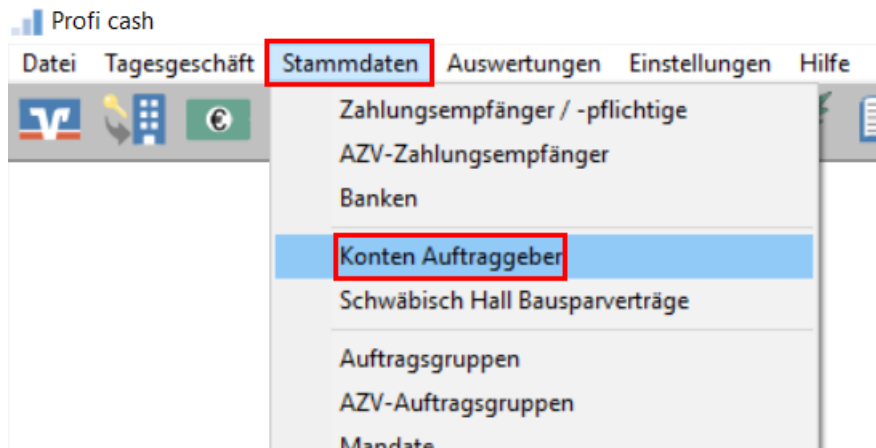 Profi cash
Datei Tagesgeschäft Stammdaten Auswertungen Einstellungen Hilfe
Zahlungsempfänger / -pflichtige
AZV-Zahlungsempfänger
Banken
Konten Auftraggeber
Schwäbisch Hall Bausparverträge
Auftragsgruppen
AZV-Auftragsgruppen
Mandate